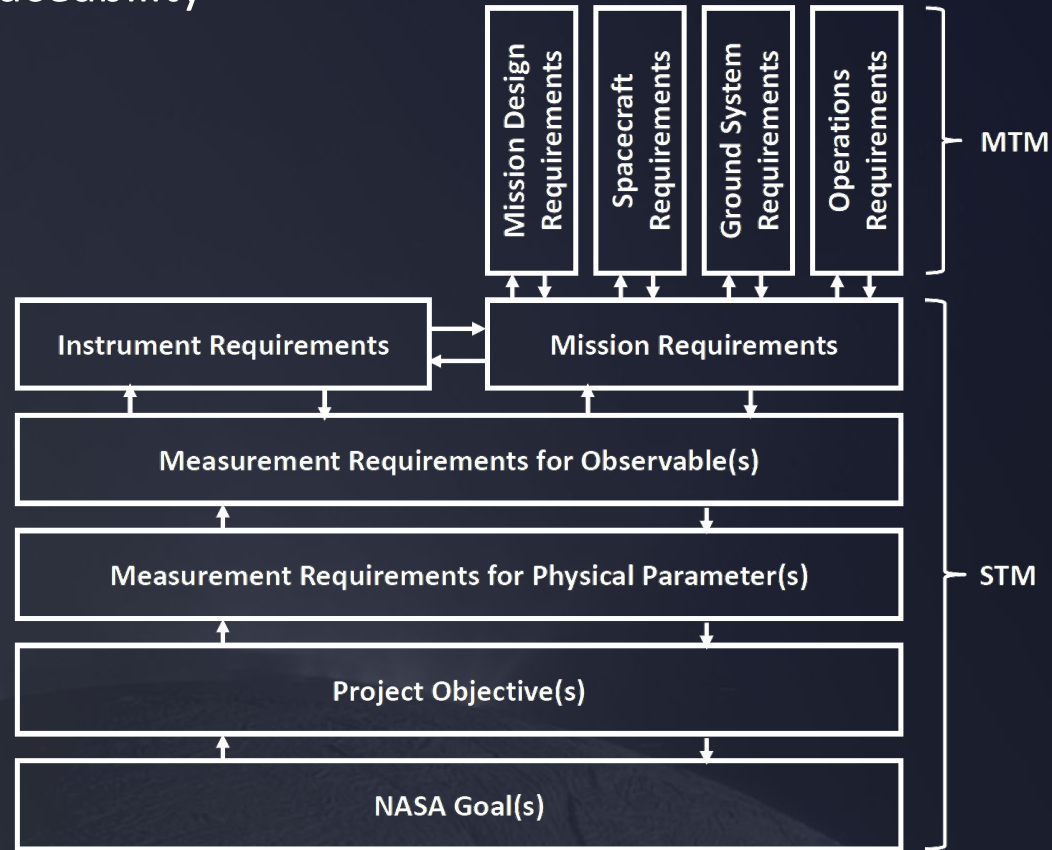 Mission Design
Requirements
Spacecraft
Requirements
Ground System
Requirements
Operations
Requirements
MTM
Instrument Requirements
Mission Requirements
Measurement Requirements for Observable(s)
Measurement Requirements for Physical Parameter(s)
STM
Project Objective(s)
NASA Goal(s)